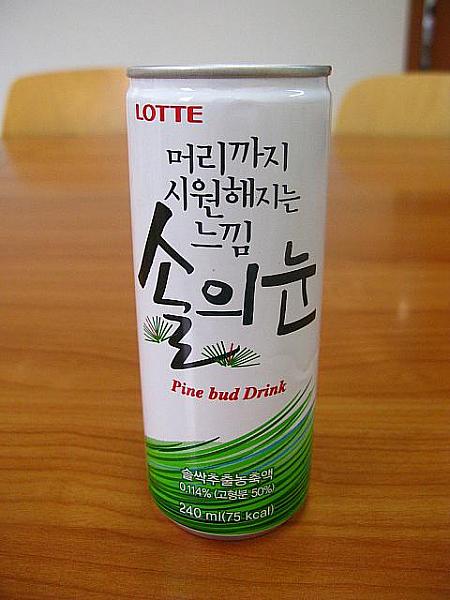 LOTTE
머리까지
시원해지는
느낌
솔의눈
Pine bud Drink
솔싹추출농축액
0.114% (고형분 50%)
240 ml(75 kcal)